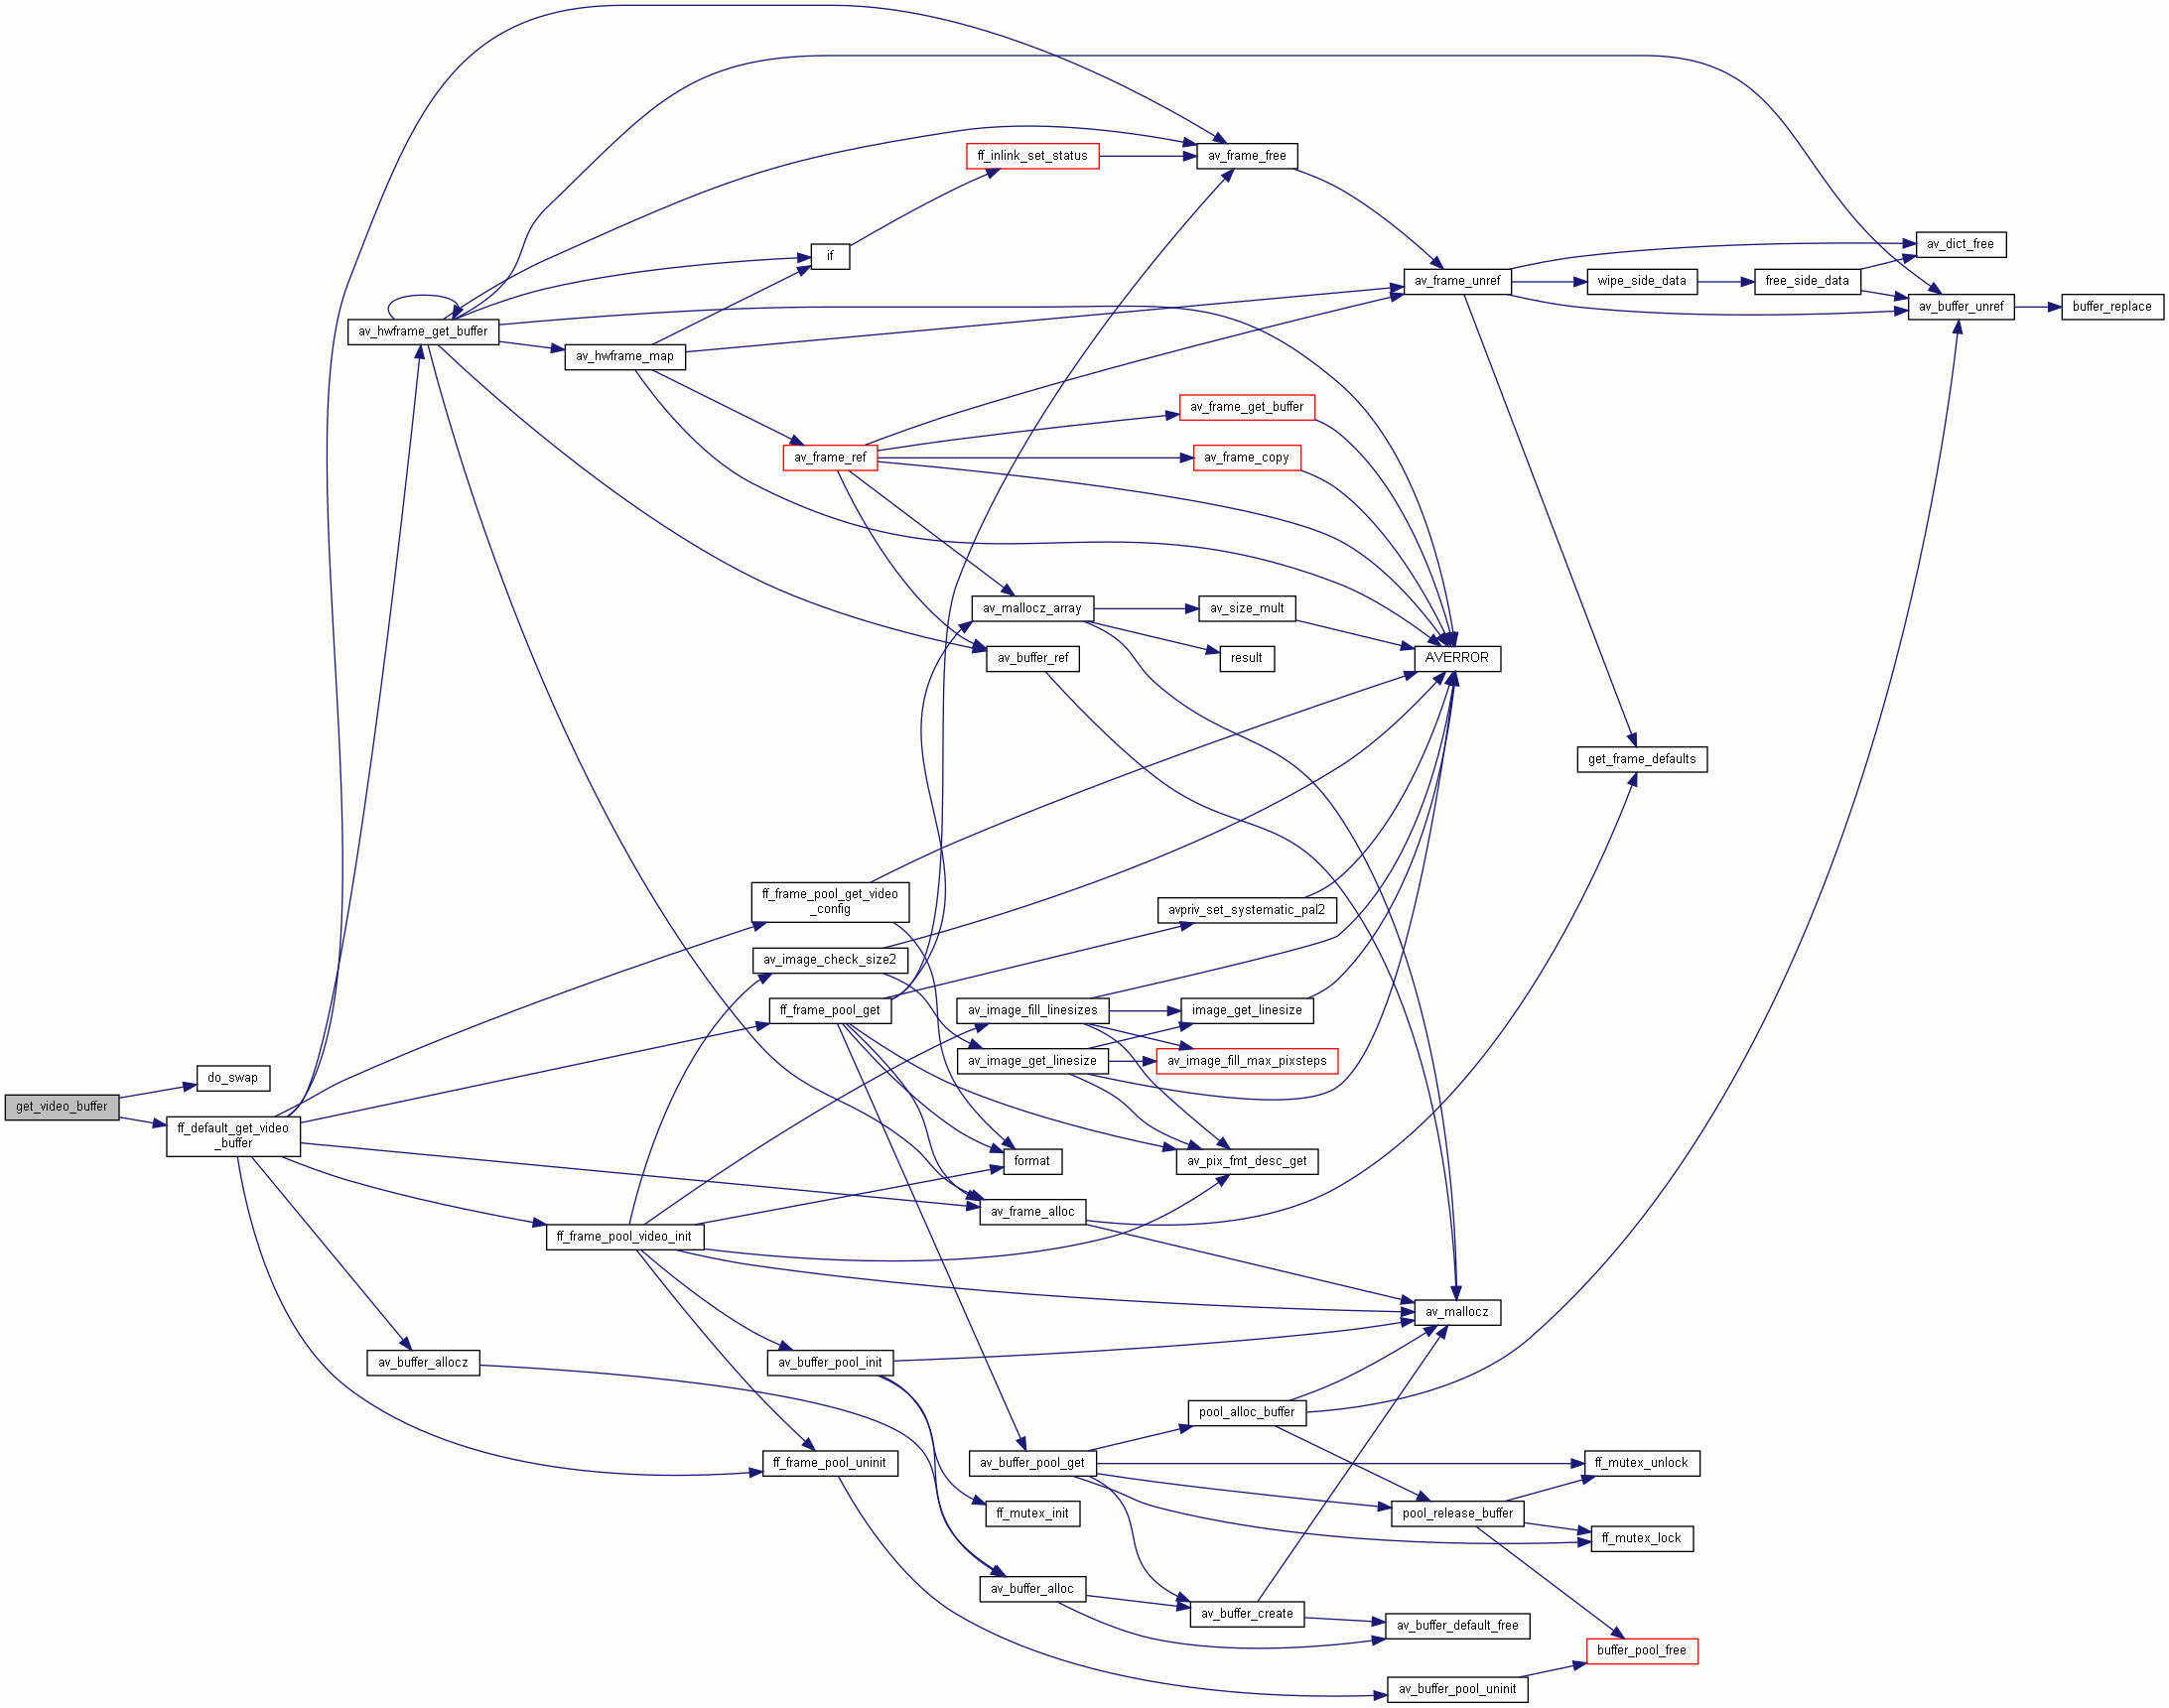 ff_inlink_set_status
av_frame_free
if
av_dict_free
av_frame_unref
wipe_side_data
free_side_data
av_buffer_unref
buffer_replace
av_hwframe_get_buffer
av_hwframe_map
av_frame_get_buffer
av_frame_ref
av_frame_copy
av_mallocz_array
av_size_mult
av_buffer_ref
result
AVERROR
get_frame_defaults
ff_frame_pool_get_video
_config
avpriv_set_systematic_pal2
av_image_check_size2
ff_frame_pool_get
av_image_fill_linesizes
image_get_linesize
av_image_get_linesize
av_image_fill_max_pixsteps
do_swap
get_video_buffer
ff_default_get_video
_buffer
format
av_pix_fmt_desc_get
av_frame_alloc
ff_frame_pool_video_init
av_mallocz
av_buffer_allocz
av_buffer_pool_init
pool_alloc_buffer
ff_frame_pool_uninit
av_buffer_pool_get
ff_mutex_unlock
ff_mutex_init
pool_release_buffer
ff_mutex_lock
av_buffer_alloc
av_buffer_create
av_buffer_default_free
buffer_pool_free
av_buffer_pool_uninit